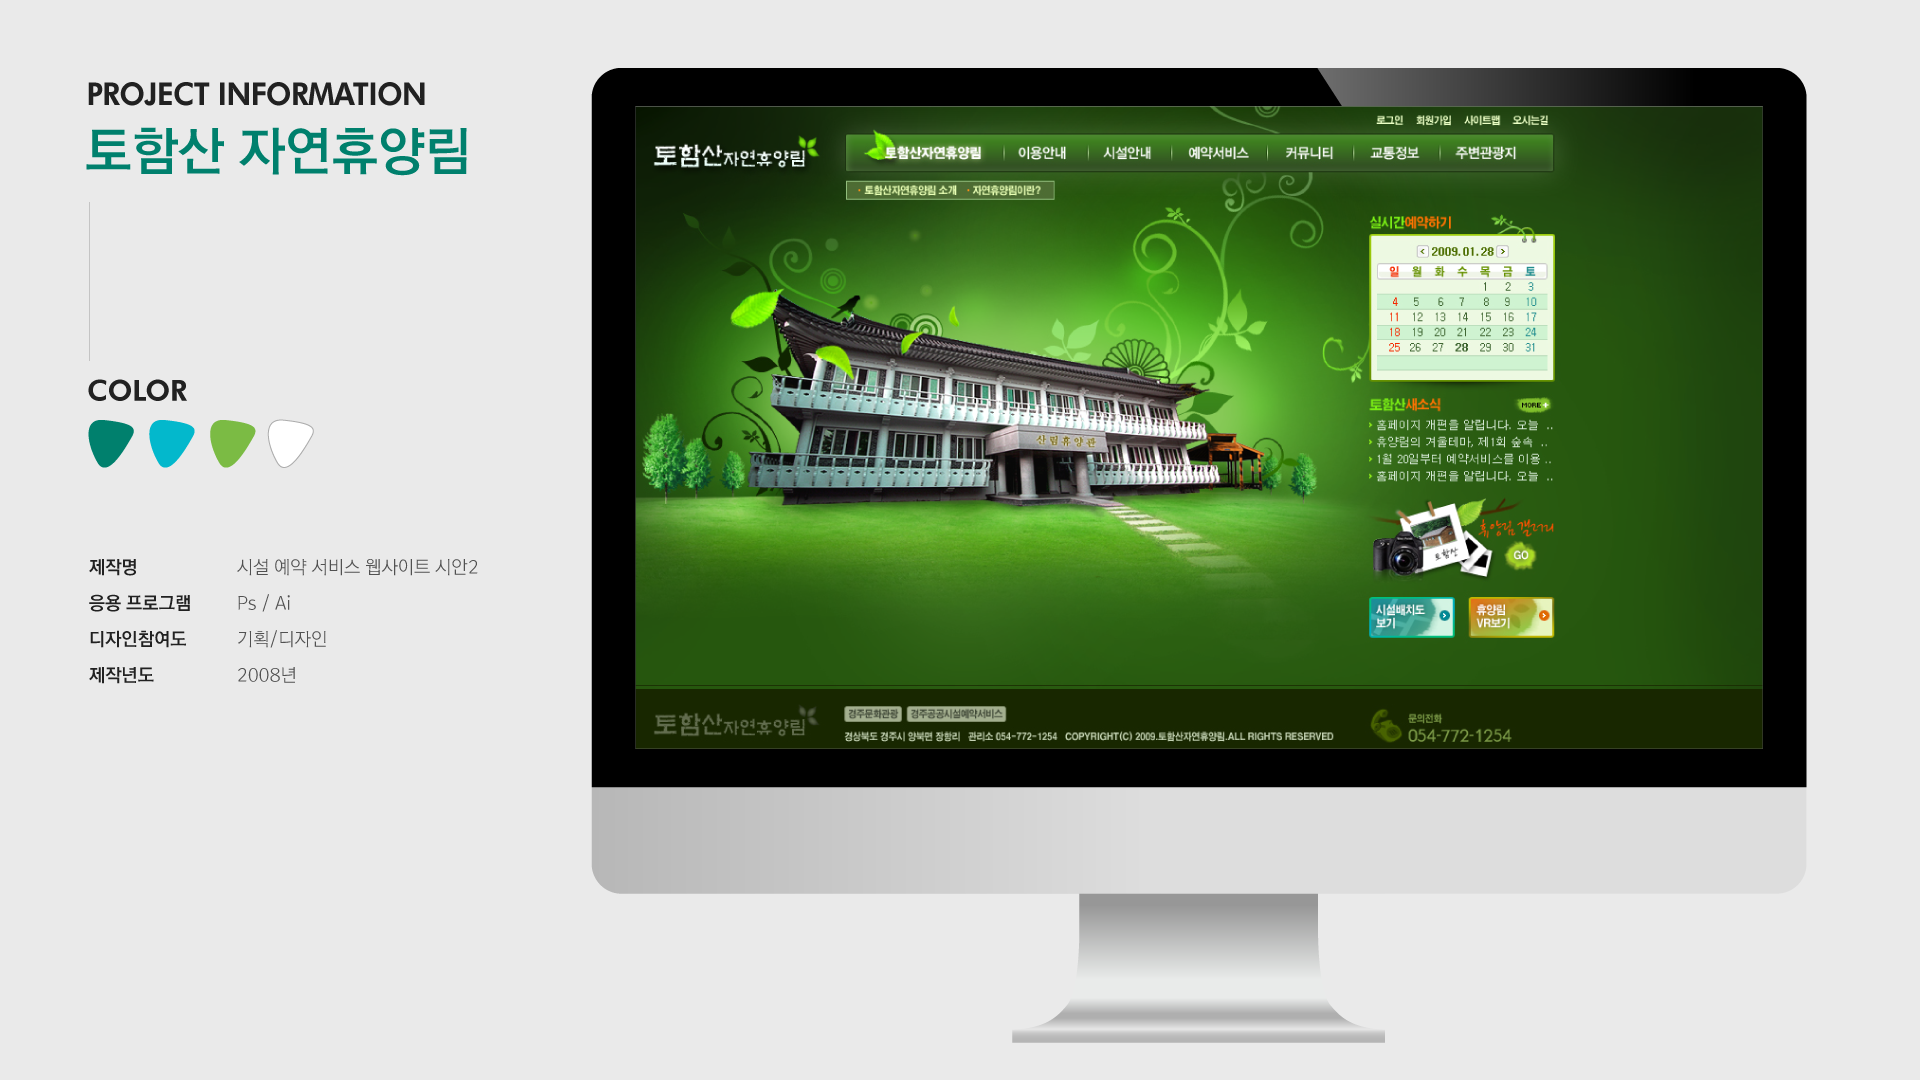 PROJECT INFORMATION
토함산 자연휴양림
COLOR
제작명 시설 예약 서비스 웹사이트 시안2
응용 프로그램 Ps / Ai
디자인참여도 기획/디자인
제작년도 2008년
로그인 회원가입 사이트맵 오시는길
토함산자연휴양림
토함산자연휴양림 이용안내 시설안내 예약서비스 커뮤니티 교통정보 주변관광지
· 토함산자연휴양림 소개 · 자연휴양림이란?
실시간예약하기
< 2009.01.28 >
일 월 화 수 목 금 토
1 2 3
4 5 6 7 8 9 10
11 12 13 14 15 16 17
18 19 20 21 22 23 24
25 26 27 28 29 30 31
산림휴양관
토함산새소식 MORE +
홈페이지 개편을 알립니다. 오늘 ..
휴양림의 겨울테마, 제1회 숲속 ..
1월 20일부터 예약서비스를 이용 ..
홈페이지 개편을 알립니다. 오늘 ..
휴양림 갤러리
토함산
GO
시설배치도
보기
휴양림
VR보기
토함산자연휴양림
경주문화관광 경주공공시설예약서비스
경상북도 경주시 양북면 장항리 관리소 054-772-1254 COPYRIGHT(C) 2009.토함산자연휴양림.ALL RIGHTS RESERVED
문의전화
054-772-1254